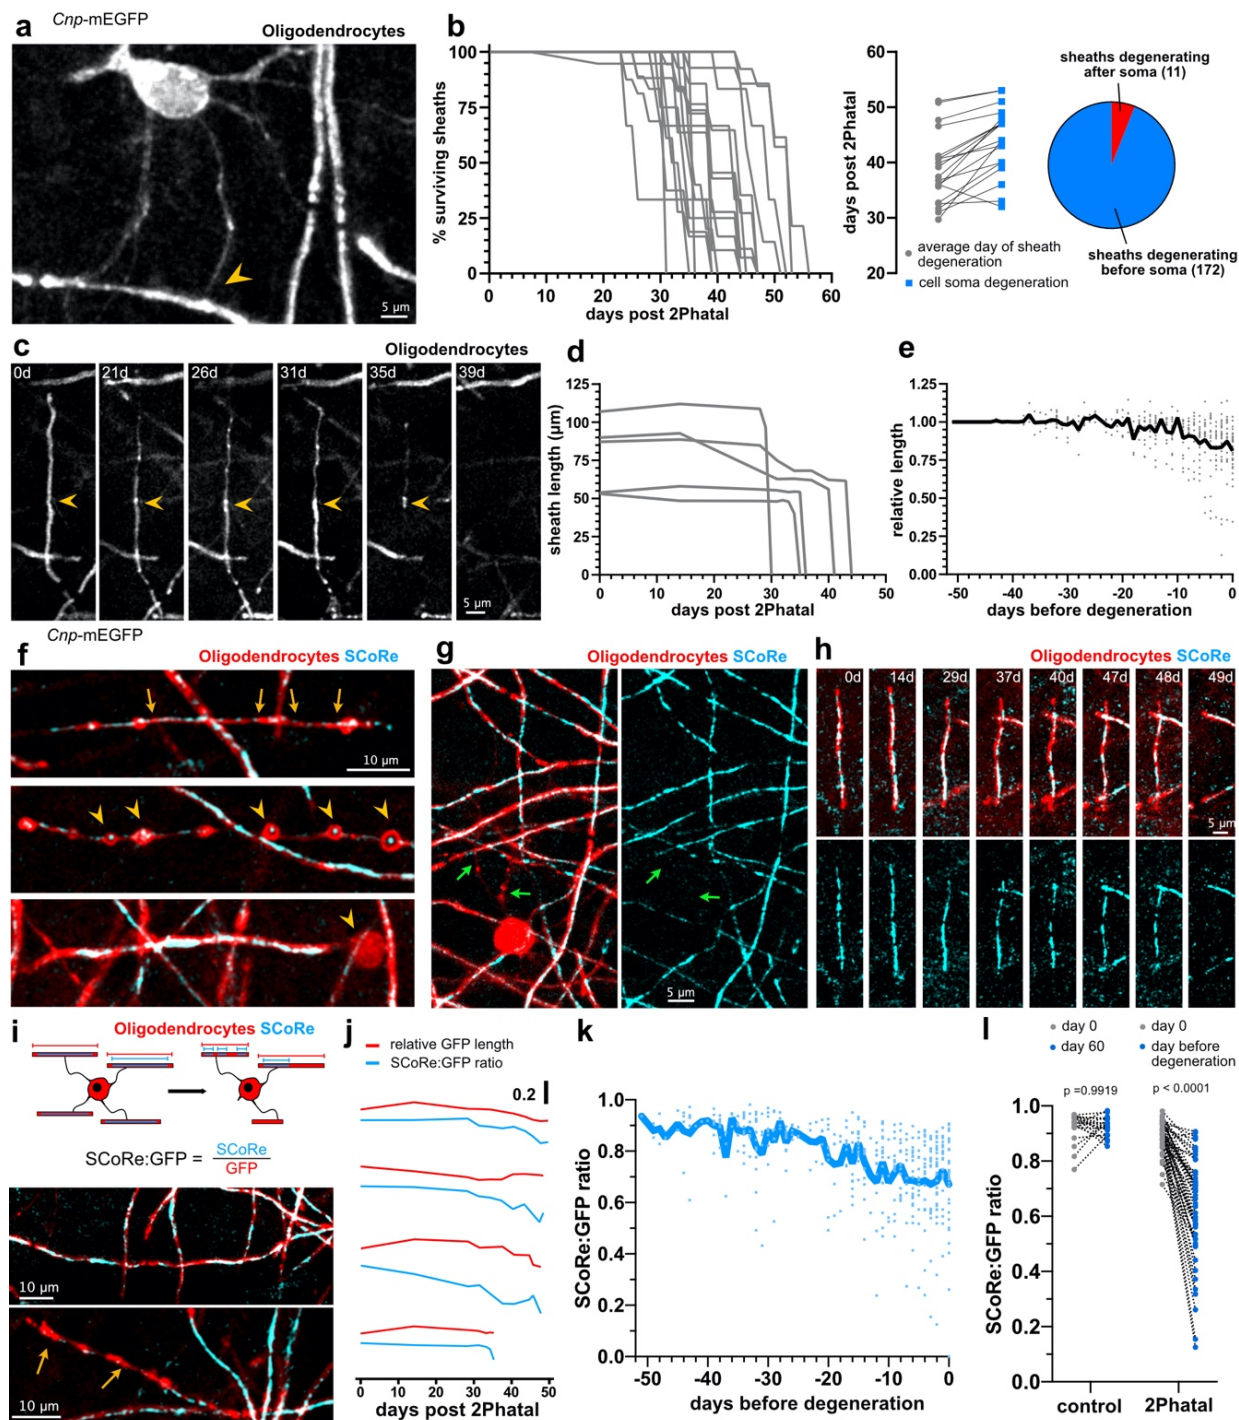 a
Cnp-mEGFP
Oligodendrocytes
5 µm
b
% surviving sheaths
100
75
50
25
0
0 10 20 30 40 50 60
days post 2Phatal
days post 2Phatal
60
50
40
30
20
average day of sheath
degeneration
cell soma degeneration
sheaths degenerating
after soma (11)
sheaths degenerating
before soma (172)
c
Oligodendrocytes
0d 21d 26d 31d 35d 39d
5 µm
Cnp-mEGFP
d
sheath length (µm)
125
100
75
50
25
0
0 10 20 30 40 50
days post 2Phatal
e
relative length
1.25
1.00
0.75
0.50
0.25
0.00
-50 -40 -30 -20 -10 0
days before degeneration
f
Oligodendrocytes SCoRe
10 µm
g
Oligodendrocytes SCoRe
5 µm
h
Oligodendrocytes SCoRe
0d 14d 29d 37d 40d 47d 48d 49d
5 µm
i
Oligodendrocytes SCoRe
SCoRe:GFP = SCoRe
GFP
10 µm
10 µm
j
relative GFP length
SCoRe:GFP ratio
0.2
0 10 20 30 40 50
days post 2Phatal
k
SCoRe:GFP ratio
1.0
0.8
0.6
0.4
0.2
0.0
-50 -40 -30 -20 -10 0
days before degeneration
l
day 0
day 60
day 0
day before
degeneration
p =0.9919
p < 0.0001
SCoRe:GFP ratio
1.0
0.8
0.6
0.4
0.2
0.0
control 2Phatal